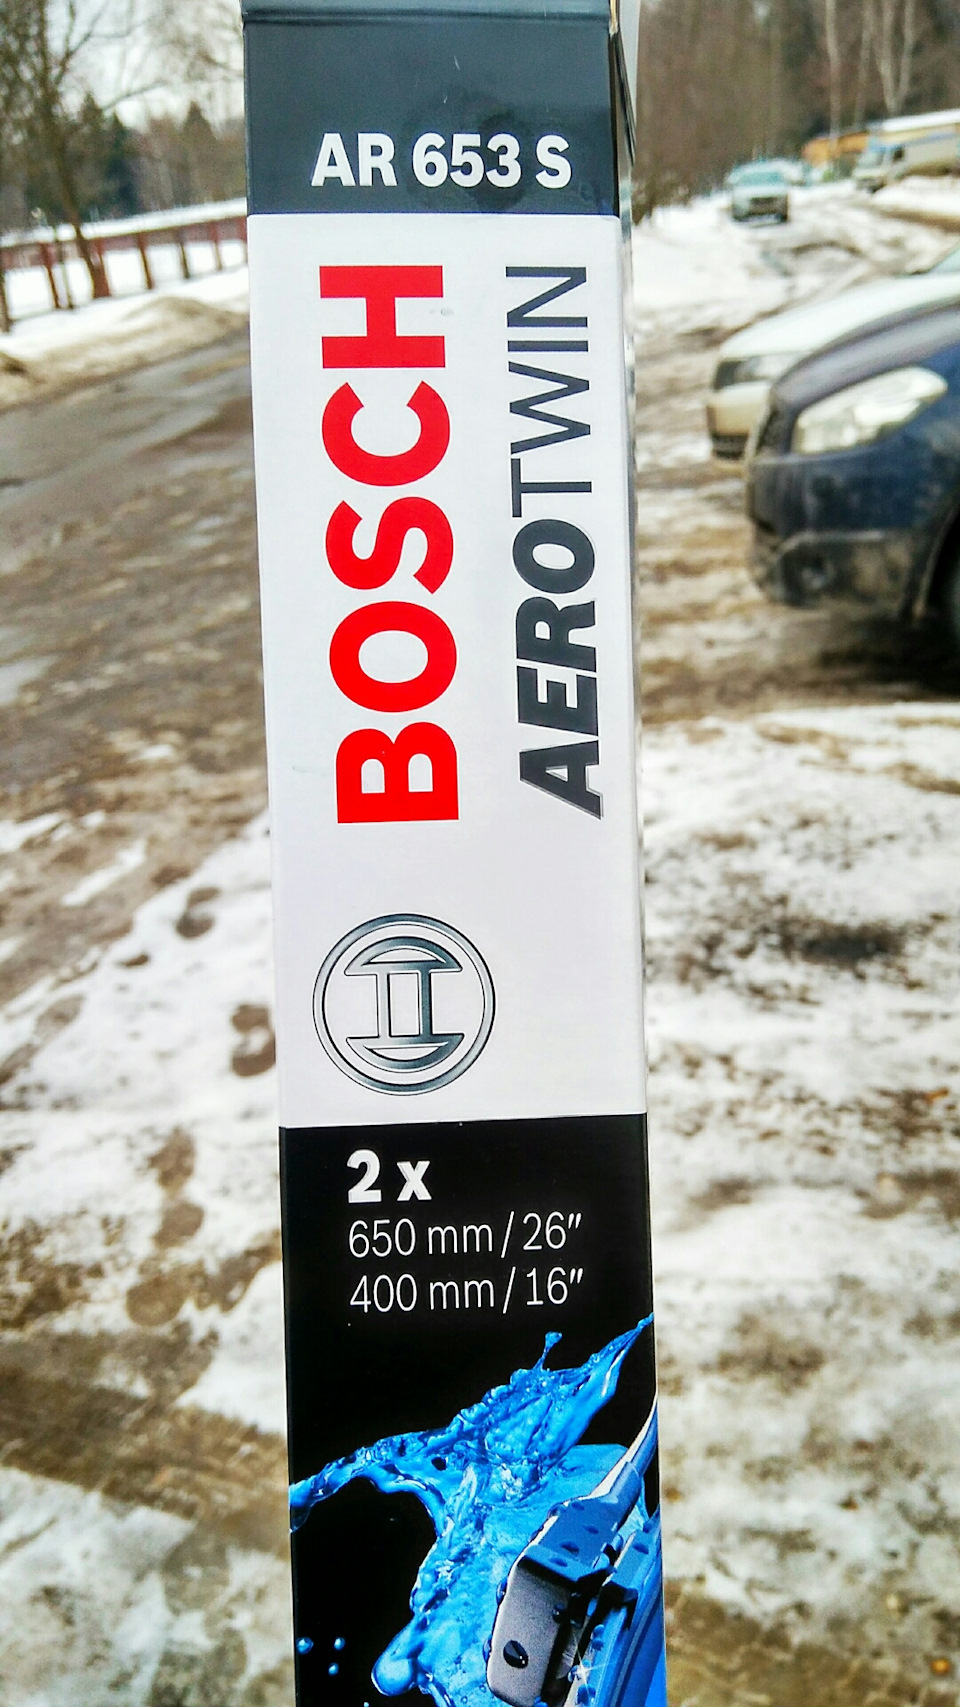 AR 653 S
BOSCH
AEROTWIN
2 x
650 mm / 26″
400 mm / 16″